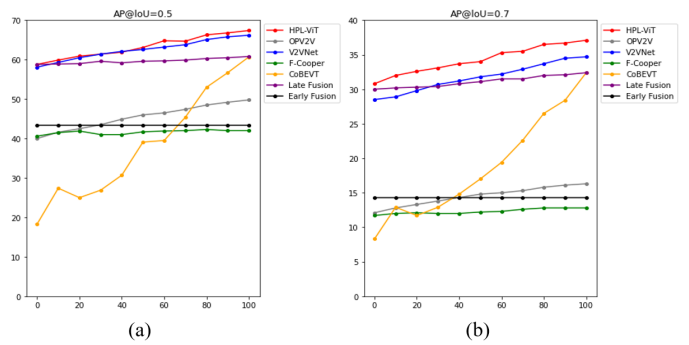 AP@IoU=0.5
70
60
50
40
30
20
10
0
0 20 40 60 80 100
HPL-ViT
OPV2V
V2VNet
F-Cooper
CoBEVT
Late Fusion
Early Fusion
(a)
AP@IoU=0.7
40
35
30
25
20
15
10
5
0
0 20 40 60 80 100
HPL-ViT
OPV2V
V2VNet
F-Cooper
CoBEVT
Late Fusion
Early Fusion
(b)